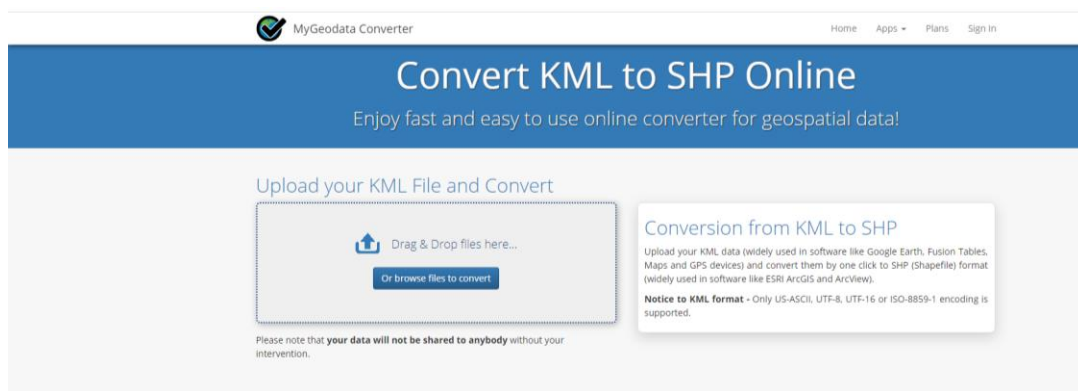 MyGeodata Converter
Home Apps Plans Sign In
Convert KML to SHP Online
Enjoy fast and easy to use online converter for geospatial data!
Upload your KML File and Convert
Drag & Drop files here...
Or browse files to convert
Please note that your data will not be shared to anybody without your
intervention.
Conversion from KML to SHP
Upload your KML data (widely used in software like Google Earth, Fusion Tables,
Maps and GPS devices) and convert them by one click to SHP (Shapefile) format
(widely used in software like ESRI ArcGIS and ArcView).
Notice to KML format - Only US-ASCII, UTF-8, UTF-16 or ISO-8859-1 encoding is
supported.